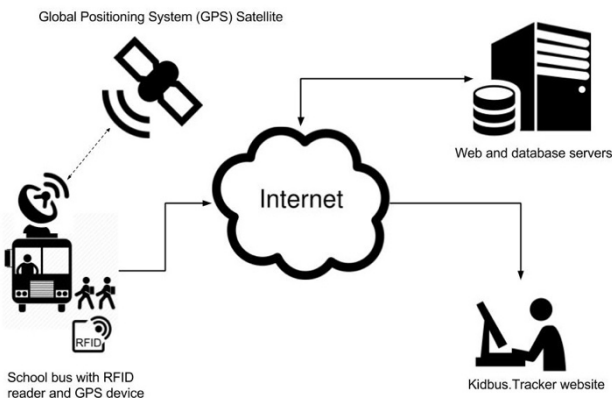 Global Positioning System (GPS) Satellite
Web and database servers
Internet
RFID
School bus with RFID
reader and GPS device
Kidbus.Tracker website